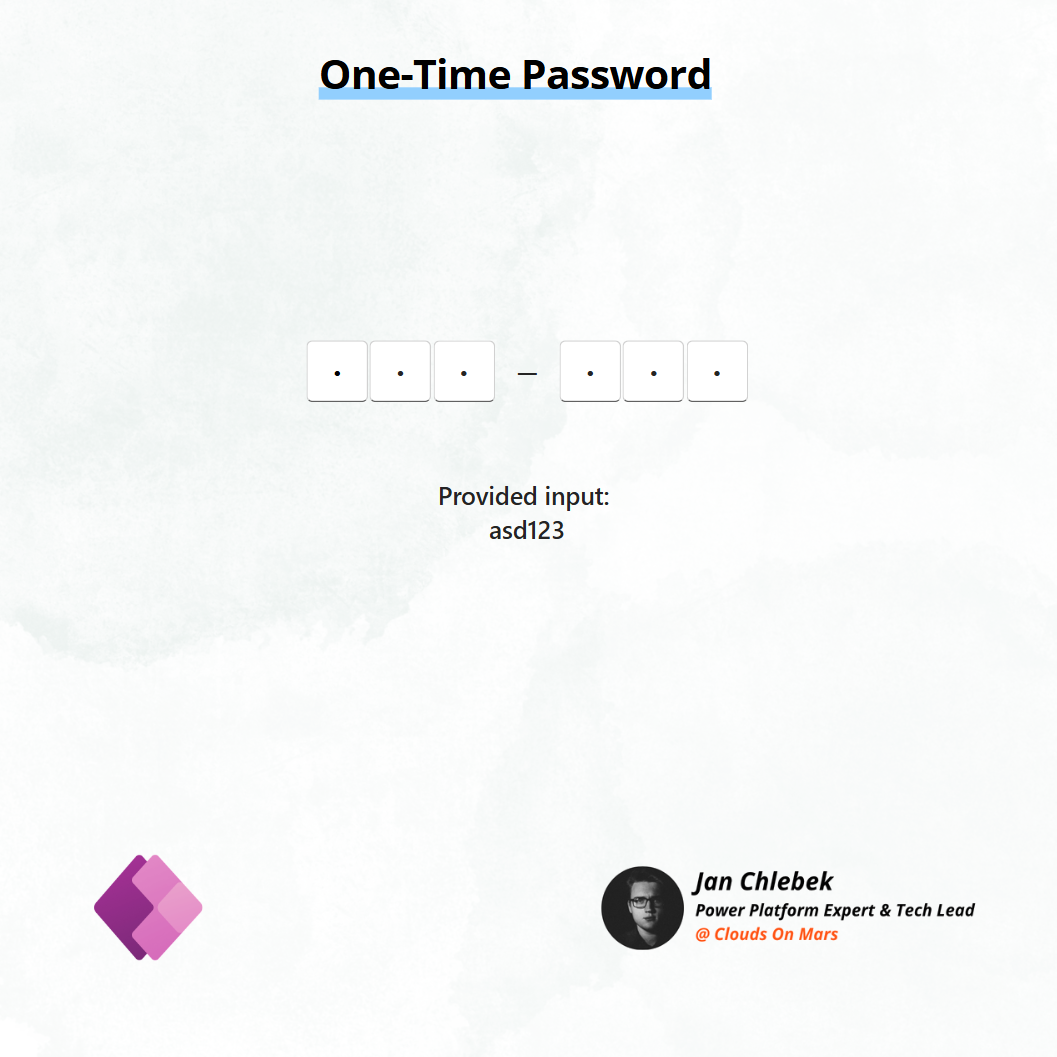 One-Time Password
• • • — • • •
Provided input:
asd123
Jan Chlebek
Power Platform Expert & Tech Lead
@ Clouds On Mars